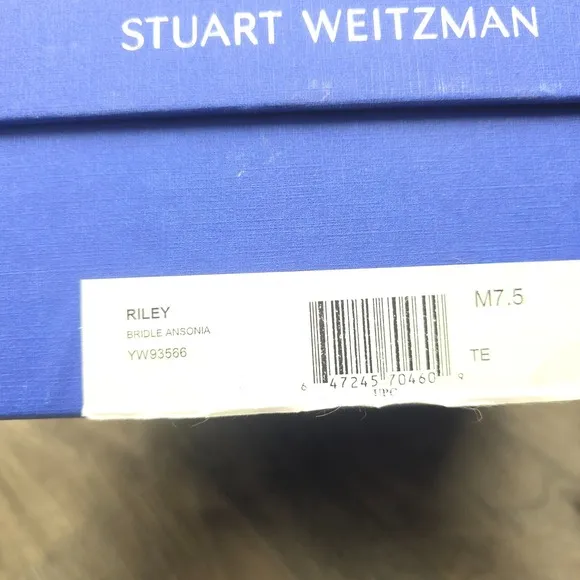 STUART WEITZMAN
RILEY
BRIDLE ANSONIA
YW93566
M7.5
TE
6 47245 70460 9
UPC